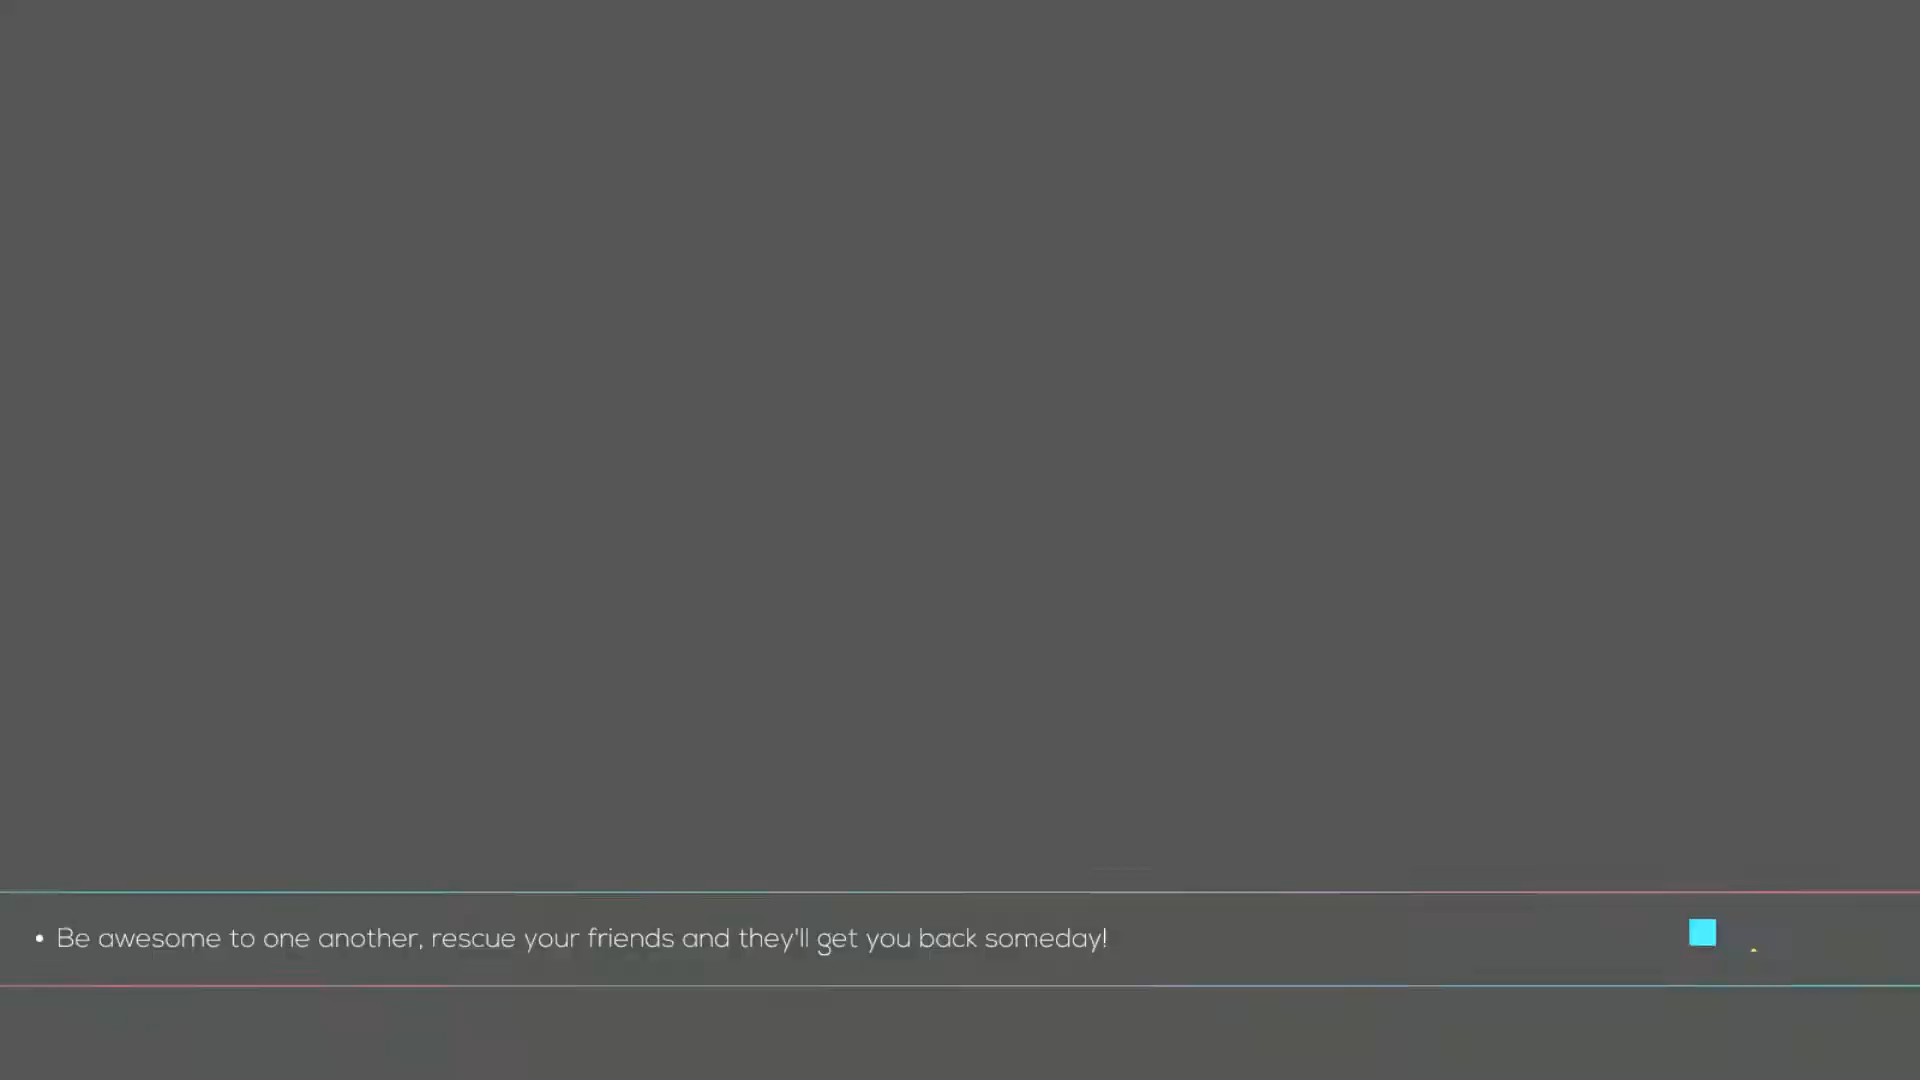 • Be awesome to one another, rescue your friends and they'll get you back someday!